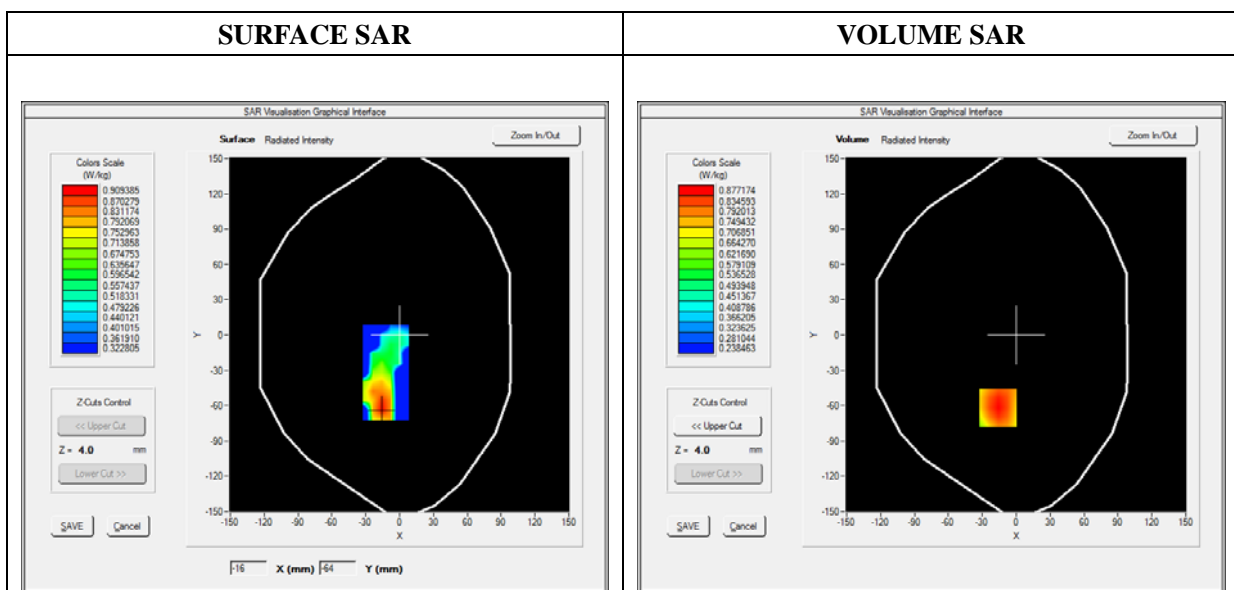 SURFACE SAR
VOLUME SAR
SAR Visualisation Graphical Interface
Surface Radiated Intensity
Zoom In/Out
Colors Scale
(W/kg)
0.909385
0.870279
0.831174
0.792069
0.752963
0.713858
0.674753
0.635647
0.596542
0.557437
0.518331
0.479226
0.440121
0.401015
0.361910
0.322805
Z-Cuts Control
<< Upper Cut
Z = 4.0 mm
Lower Cut >>
SAVE Cancel
150
120
90
60
30
0
-30
-60
-90
-120
-150
Y
-150 -120 -90 -60 -30 0 30 60 90 120 150
X
-16 X (mm) -64 Y (mm)
SAR Visualisation Graphical Interface
Volume Radiated Intensity
Zoom In/Out
Colors Scale
(W/kg)
0.877174
0.834593
0.792013
0.749432
0.706851
0.664270
0.621690
0.579109
0.536528
0.493948
0.451367
0.408786
0.366205
0.323625
0.281044
0.238463
Z-Cuts Control
<< Upper Cut
Z = 4.0 mm
Lower Cut >>
SAVE Cancel
150
120
90
60
30
0
-30
-60
-90
-120
-150
Y
-150 -120 -90 -60 -30 0 30 60 90 120 150
X